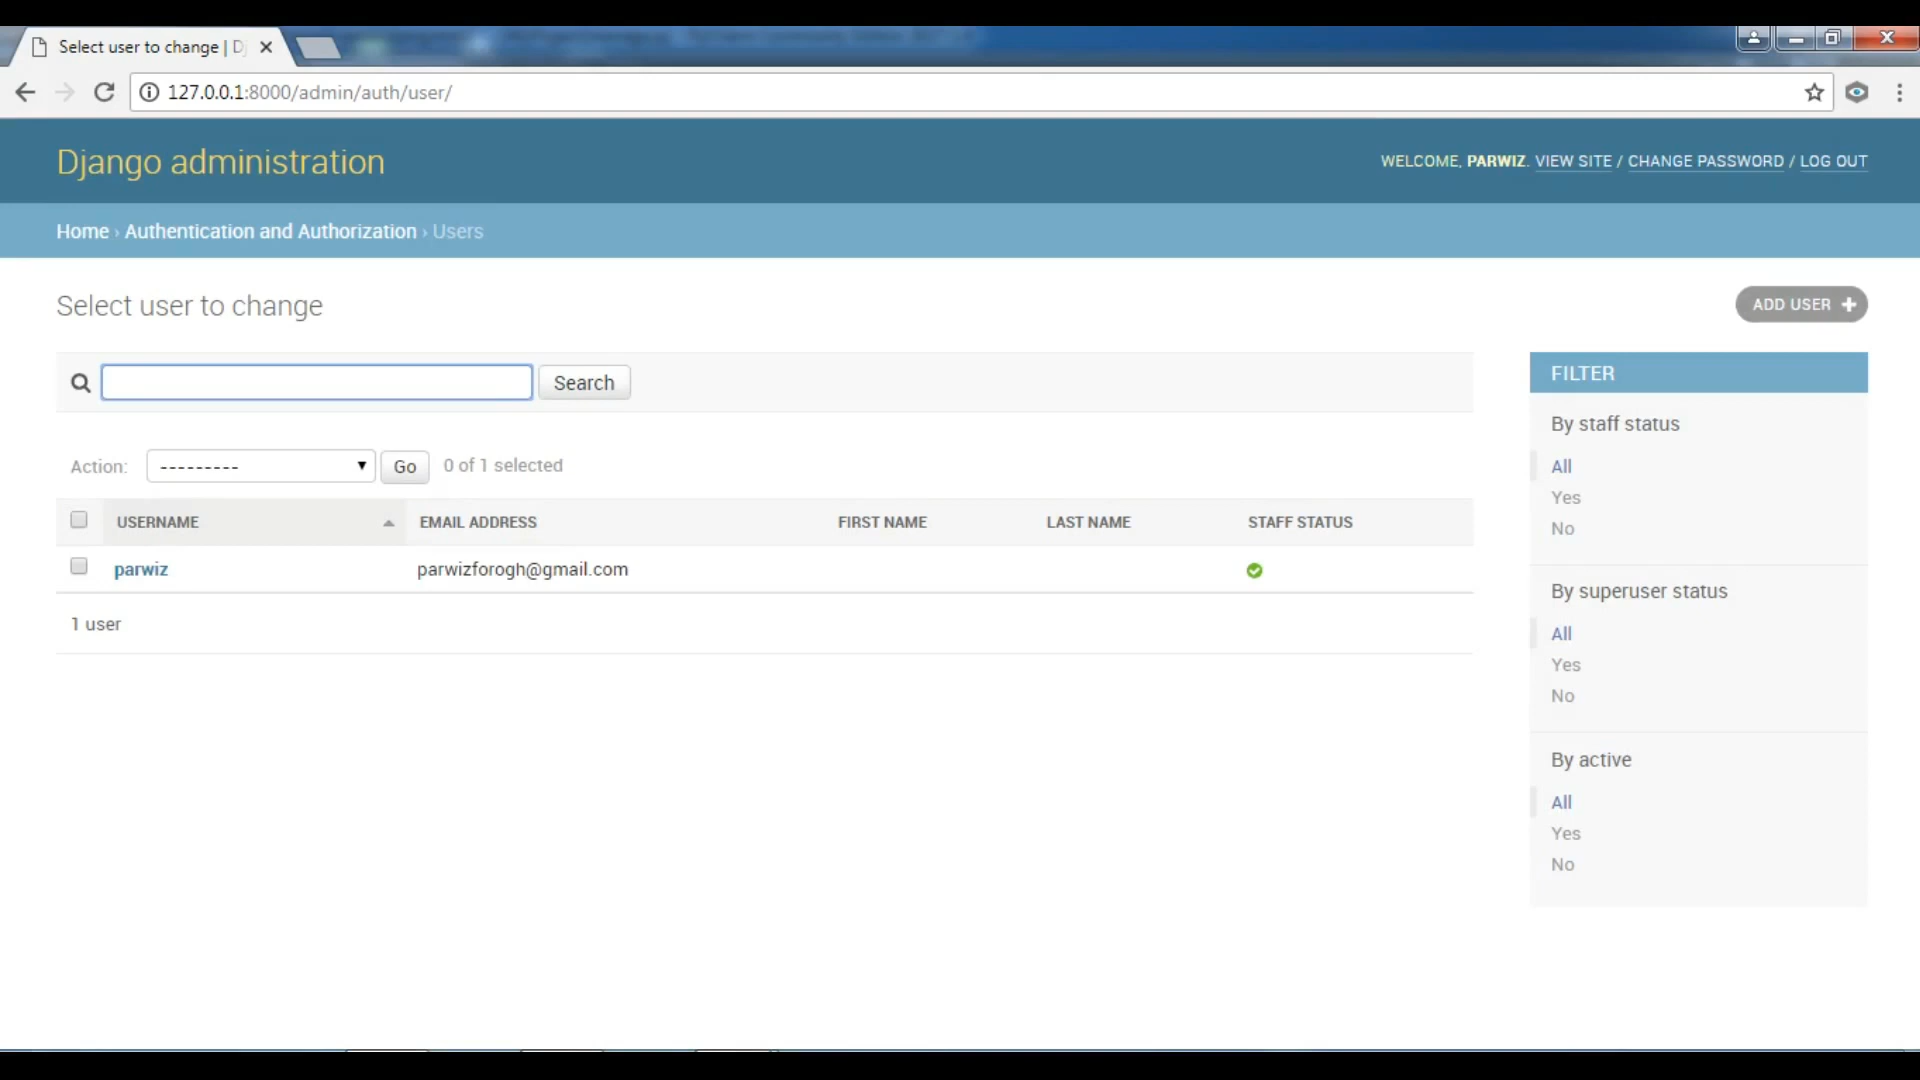 Select user to change | Dj
127.0.0.1:8000/admin/auth/user/
Django administration
WELCOME, PARWIZ. VIEW SITE / CHANGE PASSWORD / LOG OUT
Home › Authentication and Authorization › Users
Select user to change
ADD USER +
Search
FILTER
By staff status
All
Yes
No
By superuser status
All
Yes
No
By active
All
Yes
No
Action: --------- Go 0 of 1 selected
USERNAME EMAIL ADDRESS FIRST NAME LAST NAME STAFF STATUS
parwiz parwizforogh@gmail.com
1 user